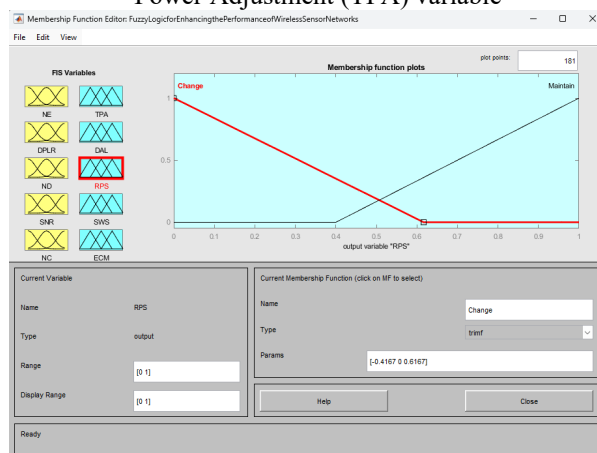 Power Adjustment (TPA) variable
Membership Function Editor: FuzzyLogicforEnhancingthePerformanceofWirelessSensorNetworks
File Edit View
FIS Variables
NE TPA
DPLR DAL
ND RPS
SNR SWS
NC ECM
Membership function plots
plot points: 181
Change Maintain
1
0.5
0
0 0.1 0.2 0.3 0.4 0.5 0.6 0.7 0.8 0.9 1
output variable "RPS"
Current Variable
Name RPS
Type output
Range [0 1]
Display Range [0 1]
Current Membership Function (click on MF to select)
Name Change
Type trimf
Params [-0.4167 0 0.6167]
Help Close
Ready